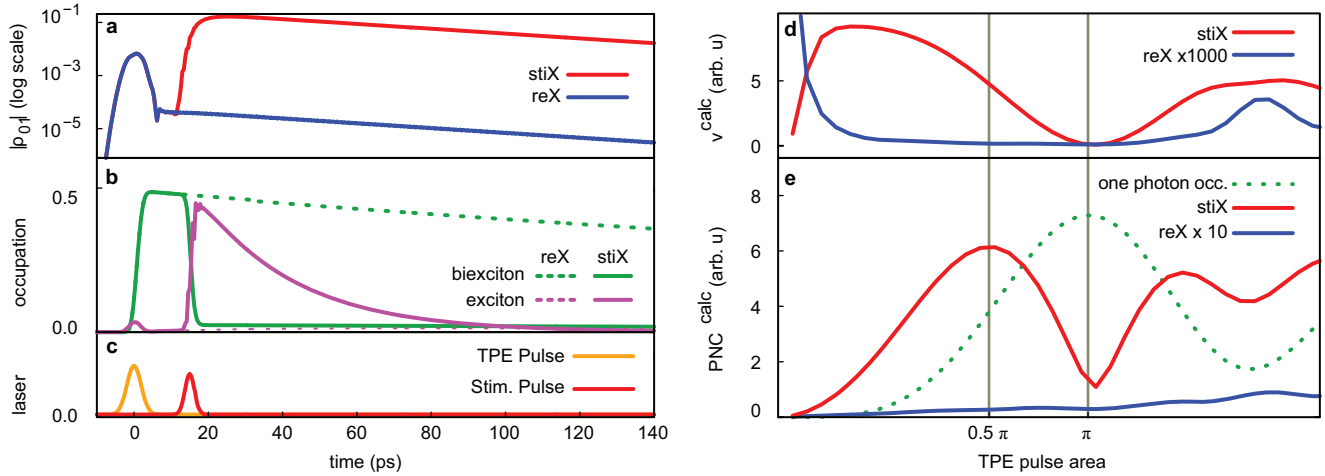 a
|ρ01| (log scale)
10−1
10−3
10−5
stiX
reX
b
occupation
0.5
0.0
reX stiX
biexciton
exciton
c
laser
0.0
TPE Pulse
Stim. Pulse
0 20 40 60 80 100 120 140
time (ps)
d
vcalc (arb. u)
5
0
stiX
reX x1000
e
PNCcalc (arb. u)
8
6
4
2
0
one photon occ.
stiX
reX x 10
0.5 π π
TPE pulse area